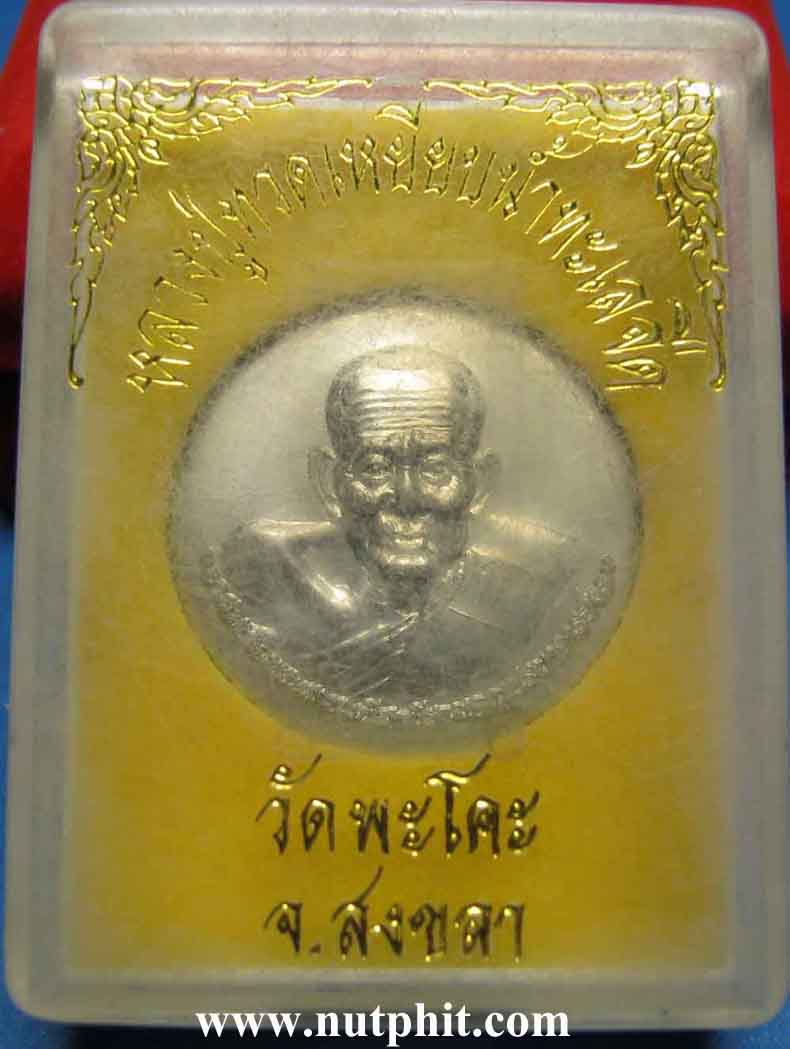 หลวงปู่ทวดเหยียบน้ำทะเลจืด
วัดพะโคะ
จ.สงขลา
www.nutphit.com